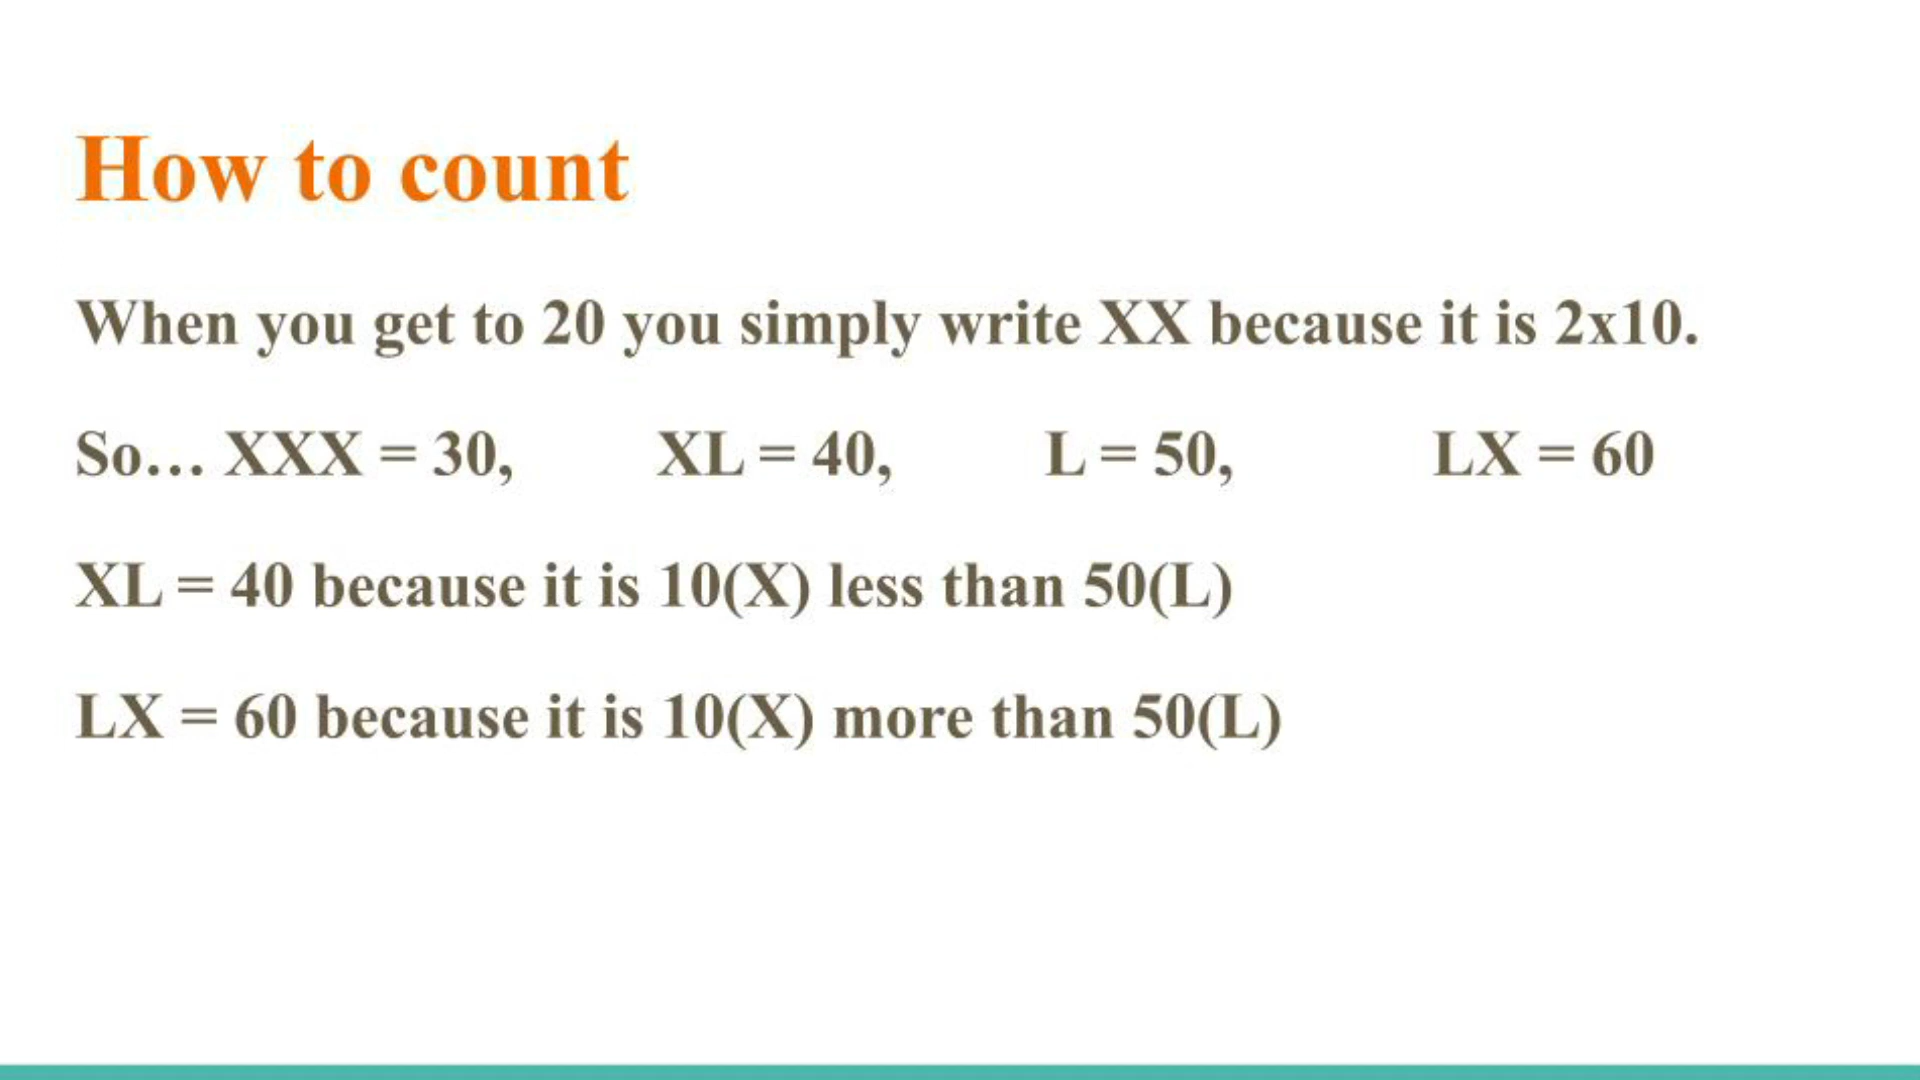 How to count
When you get to 20 you simply write XX because it is 2x10.
So… XXX = 30, XL = 40, L = 50, LX = 60
XL = 40 because it is 10(X) less than 50(L)
LX = 60 because it is 10(X) more than 50(L)